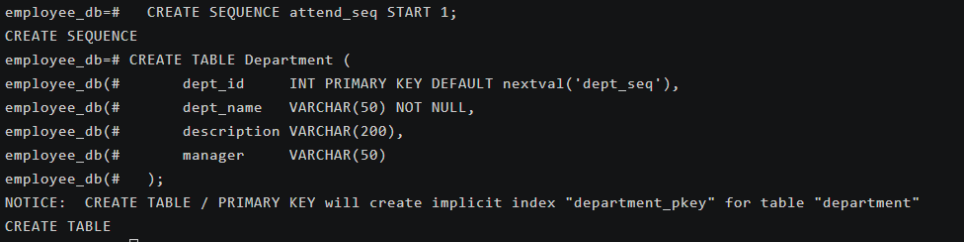 employee_db=#   CREATE SEQUENCE attend_seq START 1;
CREATE SEQUENCE
employee_db=# CREATE TABLE Department (
employee_db(#       dept_id     INT PRIMARY KEY DEFAULT nextval('dept_seq'),
employee_db(#       dept_name   VARCHAR(50) NOT NULL,
employee_db(#       description VARCHAR(200),
employee_db(#       manager     VARCHAR(50)
employee_db(#   );
NOTICE:  CREATE TABLE / PRIMARY KEY will create implicit index "department_pkey" for table "department"
CREATE TABLE